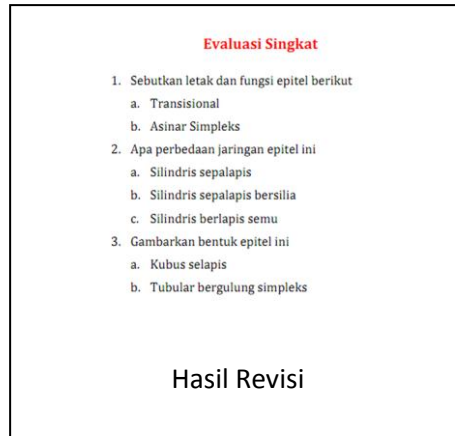 Evaluasi Singkat
1. Sebutkan letak dan fungsi epitel berikut
a. Transisional
b. Asinar Simpleks
2. Apa perbedaan jaringan epitel ini
a. Silindris sepalapis
b. Silindris sepalapis bersilia
c. Silindris berlapis semu
3. Gambarkan bentuk epitel ini
a. Kubus selapis
b. Tubular bergulung simpleks
Hasil Revisi